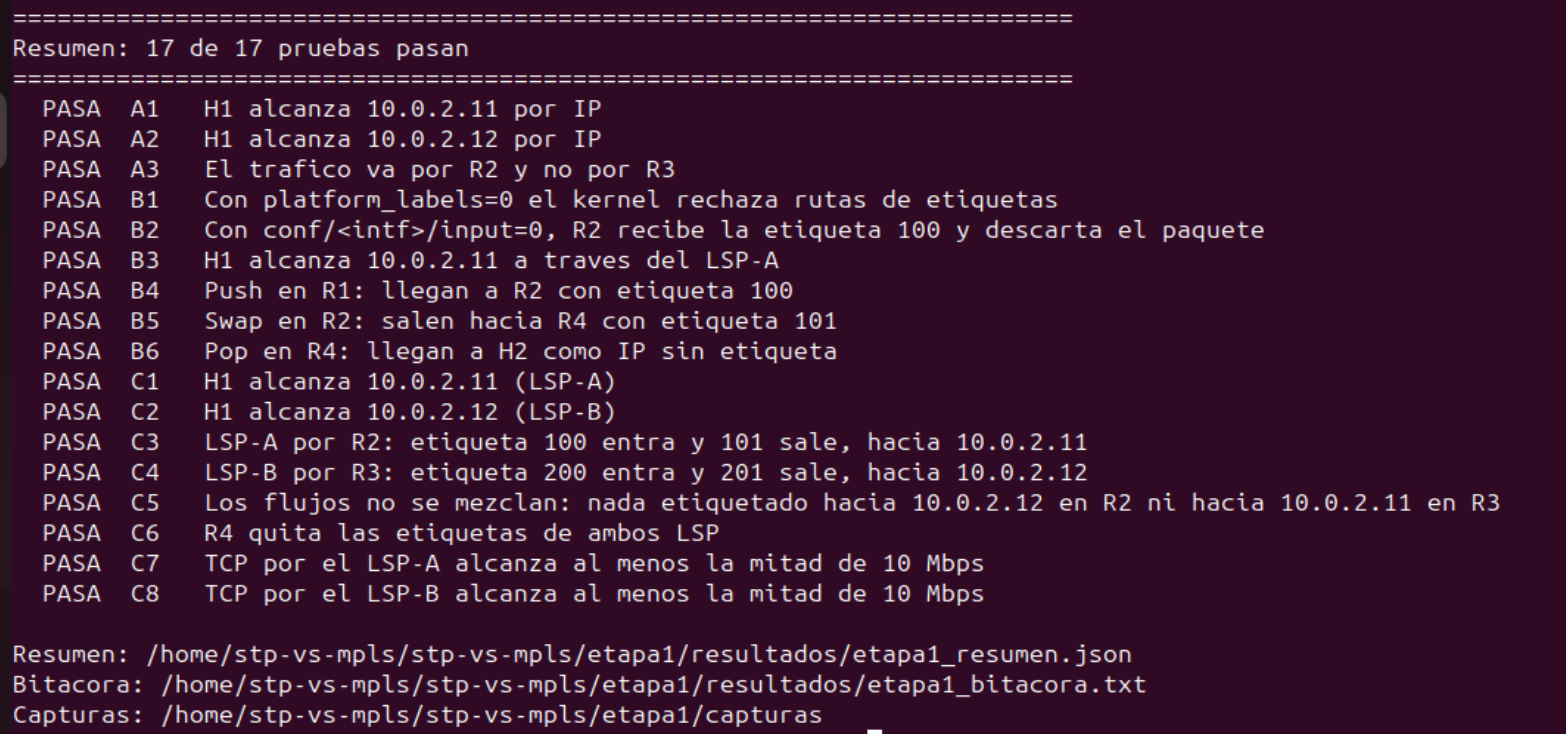 ========================================================================
Resumen: 17 de 17 pruebas pasan
========================================================================
PASA A1 H1 alcanza 10.0.2.11 por IP
PASA A2 H1 alcanza 10.0.2.12 por IP
PASA A3 El trafico va por R2 y no por R3
PASA B1 Con platform_labels=0 el kernel rechaza rutas de etiquetas
PASA B2 Con conf/<intf>/input=0, R2 recibe la etiqueta 100 y descarta el paquete
PASA B3 H1 alcanza 10.0.2.11 a traves del LSP-A
PASA B4 Push en R1: llegan a R2 con etiqueta 100
PASA B5 Swap en R2: salen hacia R4 con etiqueta 101
PASA B6 Pop en R4: llegan a H2 como IP sin etiqueta
PASA C1 H1 alcanza 10.0.2.11 (LSP-A)
PASA C2 H1 alcanza 10.0.2.12 (LSP-B)
PASA C3 LSP-A por R2: etiqueta 100 entra y 101 sale, hacia 10.0.2.11
PASA C4 LSP-B por R3: etiqueta 200 entra y 201 sale, hacia 10.0.2.12
PASA C5 Los flujos no se mezclan: nada etiquetado hacia 10.0.2.12 en R2 ni hacia 10.0.2.11 en R3
PASA C6 R4 quita las etiquetas de ambos LSP
PASA C7 TCP por el LSP-A alcanza al menos la mitad de 10 Mbps
PASA C8 TCP por el LSP-B alcanza al menos la mitad de 10 Mbps
Resumen: /home/stp-vs-mpls/stp-vs-mpls/etapa1/resultados/etapa1_resumen.json
Bitacora: /home/stp-vs-mpls/stp-vs-mpls/etapa1/resultados/etapa1_bitacora.txt
Capturas: /home/stp-vs-mpls/stp-vs-mpls/etapa1/capturas